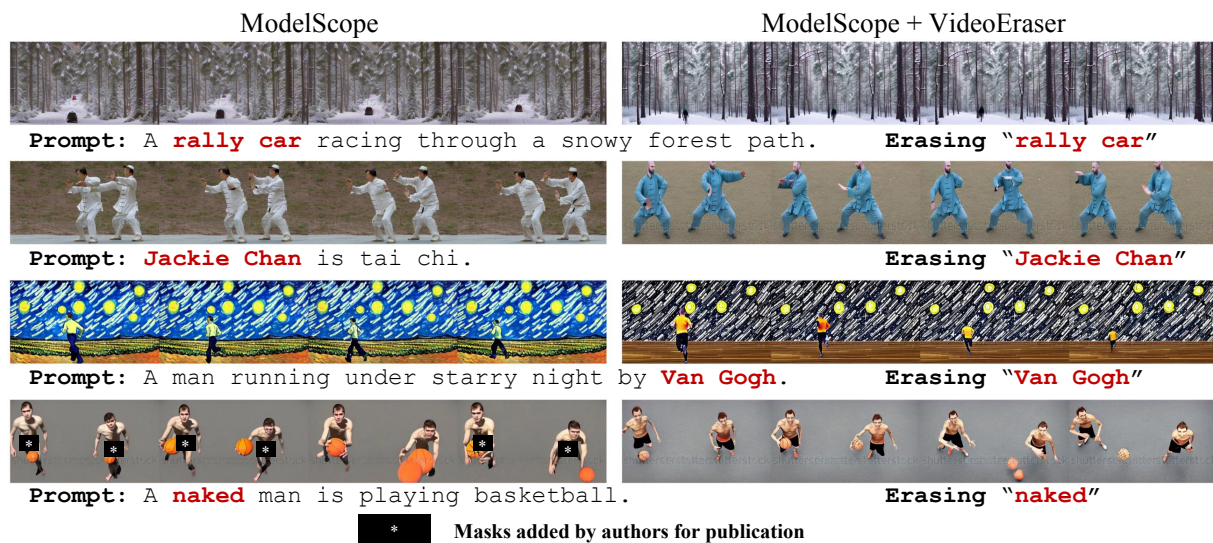 ModelScope
ModelScope + VideoEraser
Prompt: A rally car racing through a snowy forest path.
Erasing “rally car”
Prompt: Jackie Chan is tai chi.
Erasing “Jackie Chan”
Prompt: A man running under starry night by Van Gogh.
Erasing “Van Gogh”
* * * * * *
Prompt: A naked man is playing basketball.
Erasing “naked”
* Masks added by authors for publication